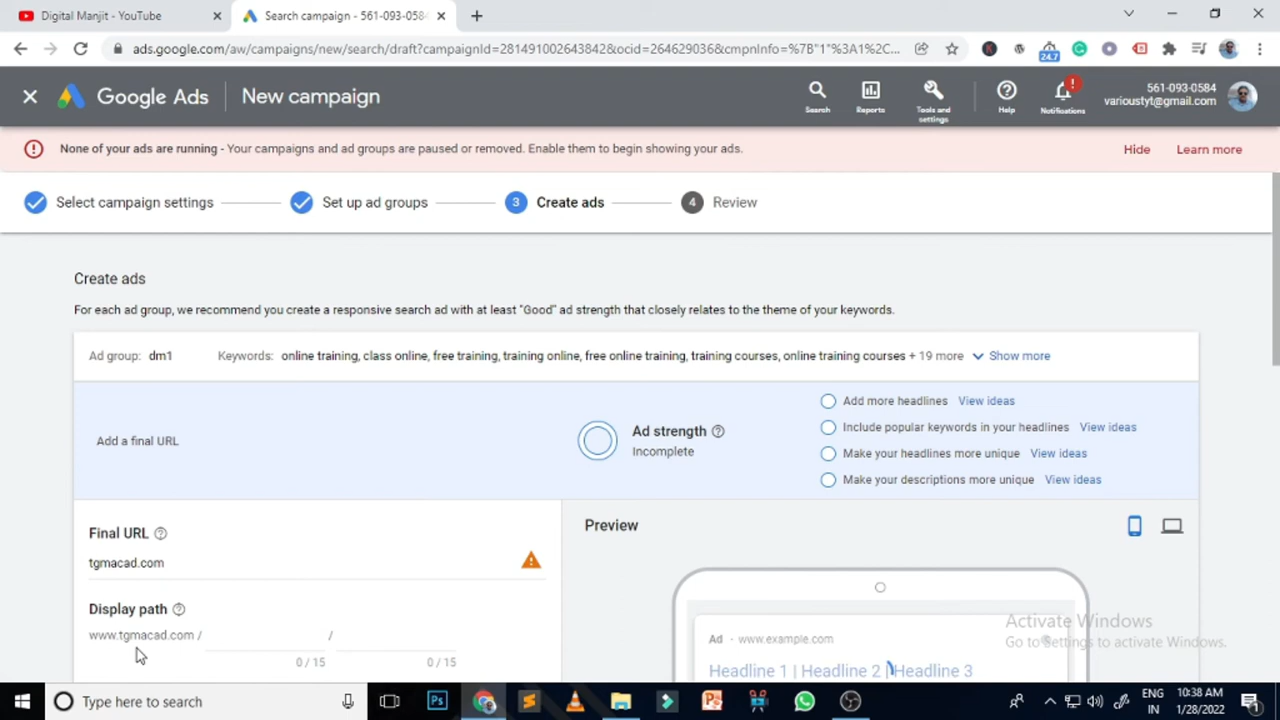 Digital Manjit - YouTube
Search campaign - 561-093-0584
ads.google.com/aw/campaigns/new/search/draft?campaignId=281491002643842&ocid=264629036&cmpnInfo=%7B"1"%3A1%2C...
24.7
Google Ads
New campaign
Search
Reports
Tools and settings
Help
Notifications
561-093-0584
varioustyt@gmail.com
None of your ads are running - Your campaigns and ad groups are paused or removed. Enable them to begin showing your ads.
Hide
Learn more
Select campaign settings
Set up ad groups
3 Create ads
4 Review
Create ads
For each ad group, we recommend you create a responsive search ad with at least "Good" ad strength that closely relates to the theme of your keywords.
Ad group: dm1
Keywords: online training, class online, free training, training online, free online training, training courses, online training courses + 19 more
Show more
Add a final URL
Ad strength
Incomplete
Add more headlines View ideas
Include popular keywords in your headlines View ideas
Make your headlines more unique View ideas
Make your descriptions more unique View ideas
Final URL
tgmacad.com
Display path
www.tgmacad.com / /
0 / 15
0 / 15
Preview
Ad · www.example.com
Headline 1 | Headline 2 | Headline 3
Activate Windows
Go to Settings to activate Windows.
Type here to search
Ps
ENG
IN
10:38 AM
1/28/2022
1